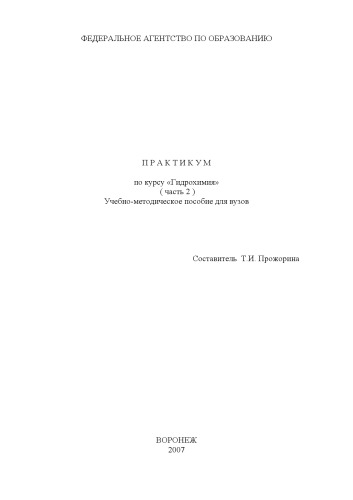 ФЕДЕРАЛЬНОЕ АГЕНТСТВО ПО ОБРАЗОВАНИЮ
П Р А К Т И К У М
по курсу «Гидрохимия»
( часть 2 )
Учебно-методическое пособие для вузов
Составитель Т.И. Прожорина
ВОРОНЕЖ
2007